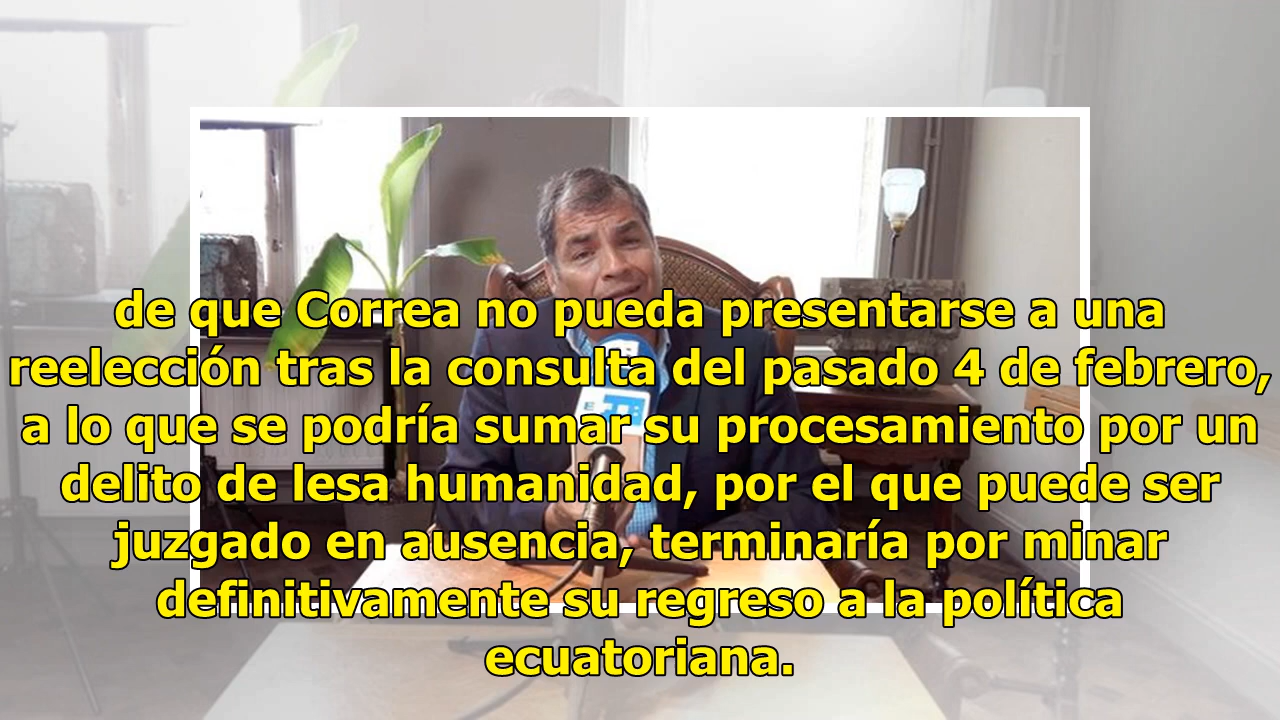 de que Correa no pueda presentarse a una
reelección tras la consulta del pasado 4 de febrero,
a lo que se podría sumar su procesamiento por un
delito de lesa humanidad, por el que puede ser
juzgado en ausencia, terminaría por minar
definitivamente su regreso a la política
ecuatoriana.